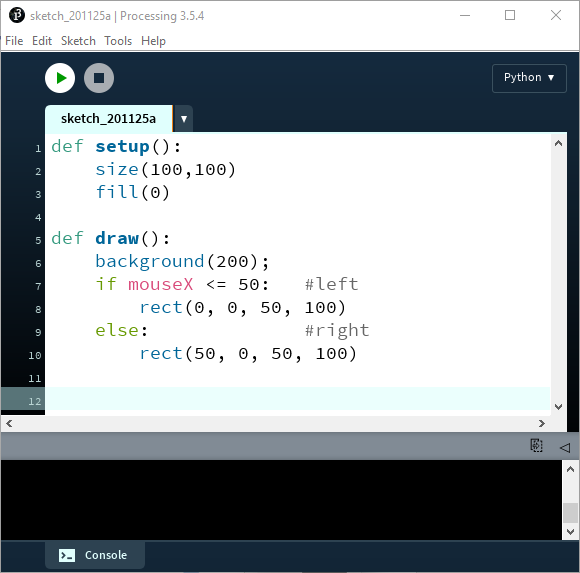 sketch_201125a | Processing 3.5.4
File Edit Sketch Tools Help
Python ▼
sketch_201125a ▼
1 def setup():
2     size(100,100)
3     fill(0)
4
5 def draw():
6     background(200);
7     if mouseX <= 50:   #left
8         rect(0, 0, 50, 100)
9     else:              #right
10         rect(50, 0, 50, 100)
11
12
Console